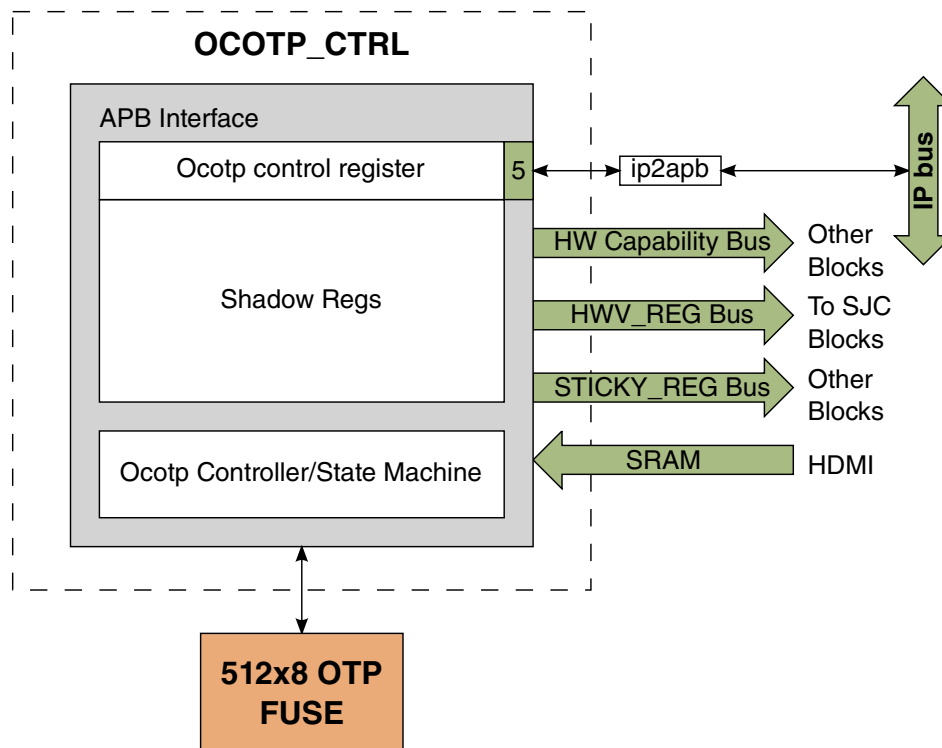 OCOTP_CTRL
APB Interface
Ocotp control register
5
ip2apb
IP bus
Shadow Regs
HW Capability Bus
Other
Blocks
HWV_REG Bus
To SJC
Blocks
STICKY_REG Bus
Other
Blocks
Ocotp Controller/State Machine
SRAM
HDMI
512x8 OTP
FUSE